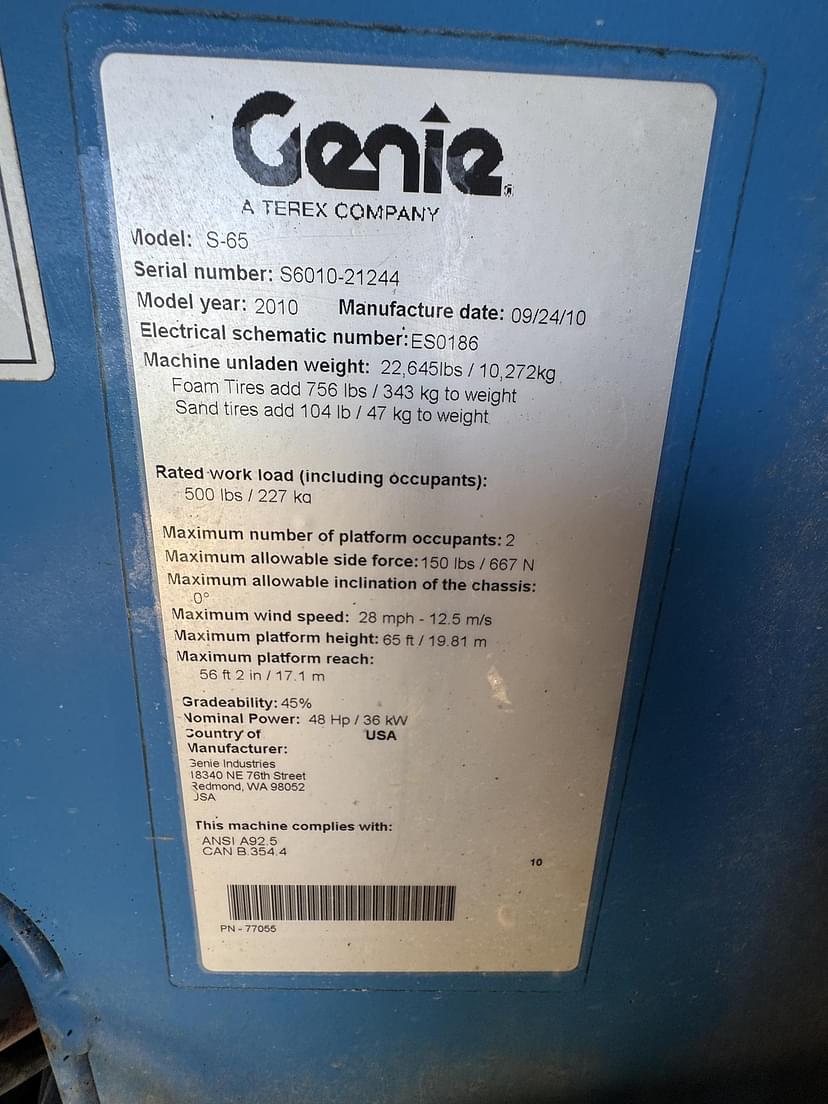 Genie®
A TEREX COMPANY
Model: S-65
Serial number: S6010-21244
Model year: 2010 Manufacture date: 09/24/10
Electrical schematic number: ES0186
Machine unladen weight: 22,645lbs / 10,272kg
Foam Tires add 756 lbs / 343 kg to weight
Sand tires add 104 lb / 47 kg to weight
Rated work load (including occupants):
500 lbs / 227 kg
Maximum number of platform occupants: 2
Maximum allowable side force: 150 lbs / 667 N
Maximum allowable inclination of the chassis:
0°
Maximum wind speed: 28 mph - 12.5 m/s
Maximum platform height: 65 ft / 19.81 m
Maximum platform reach:
56 ft 2 in / 17.1 m
Gradeability: 45%
Nominal Power: 48 Hp / 36 kW
Country of USA
Manufacturer:
Genie Industries
18340 NE 76th Street
Redmond, WA 98052
USA
This machine complies with:
ANSI A92.5
CAN B.354.4
10
PN - 77055